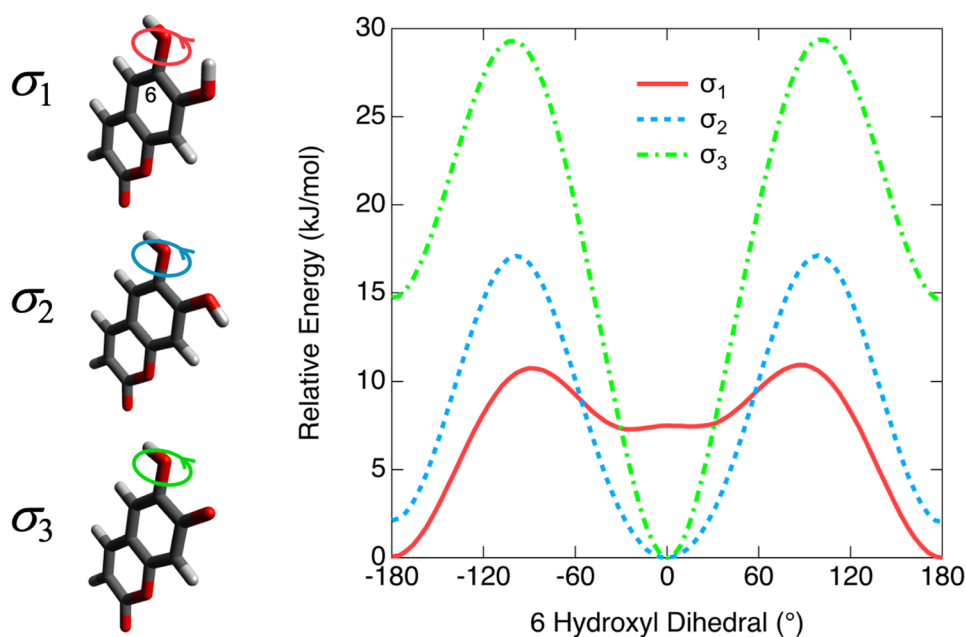 σ1
6
σ2
σ3
Relative Energy (kJ/mol)
30
25
20
15
10
5
0
-180
-120
-60
0
60
120
180
6 Hydroxyl Dihedral (°)
σ1
σ2
σ3